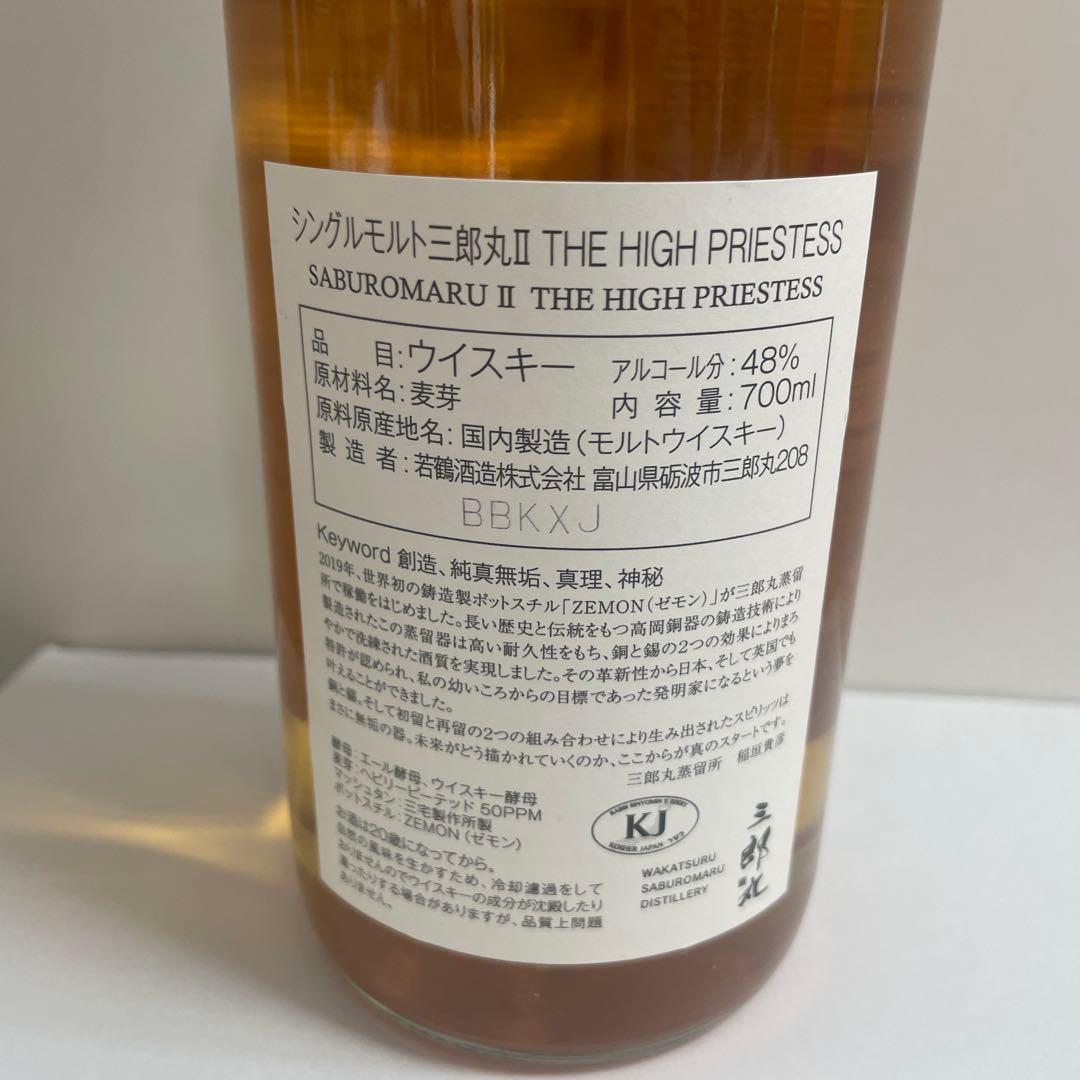 シングルモルト三郎丸Ⅱ THE HIGH PRIESTESS
SABUROMARU Ⅱ THE HIGH PRIESTESS
品目:ウイスキー アルコール分:48%
原材料名:麦芽 内容量:700ml
原料原産地名:国内製造(モルトウイスキー)
製造者:若鶴酒造株式会社 富山県砺波市三郎丸208
BBKXJ
Keyword 創造、純真無垢、真理、神秘
2019年、世界初の鋳造製ポットスチル「ZEMON(ゼモン)」が三郎丸蒸留
所で稼働をはじめました。長い歴史と伝統をもつ高岡銅器の鋳造技術により
製造されたこの蒸留器は高い耐久性をもち、銅と錫の2つの効果によりまろ
やかで洗練された酒質を実現しました。その革新性から日本、そして英国でも
特許が認められ、私の幼いころからの目標であった発明家になるという夢を
叶えることができました。
銅と錫。そして初留と再留の2つの組み合わせにより生み出されたスピリッツは
まさに無垢の器。未来がどう描かれていくのか、ここからが真のスタートです。
三郎丸蒸留所 稲垣貴彦
酵母:エール酵母、ウイスキー酵母
麦芽:ヘビリーピーテッド 50PPM
マッシュタン:三宅製作所製
ポットスチル:ZEMON(ゼモン)
お酒は20歳になってから。
自然の風味を生かすため、冷却濾過をして
おりませんのでウイスキーの成分が沈殿したり
濁ったりする場合がありますが、品質上問題
ありません。
KJ
KOSHER JAPAN
WAKATSURU
SABUROMARU
DISTILLERY
三郎丸